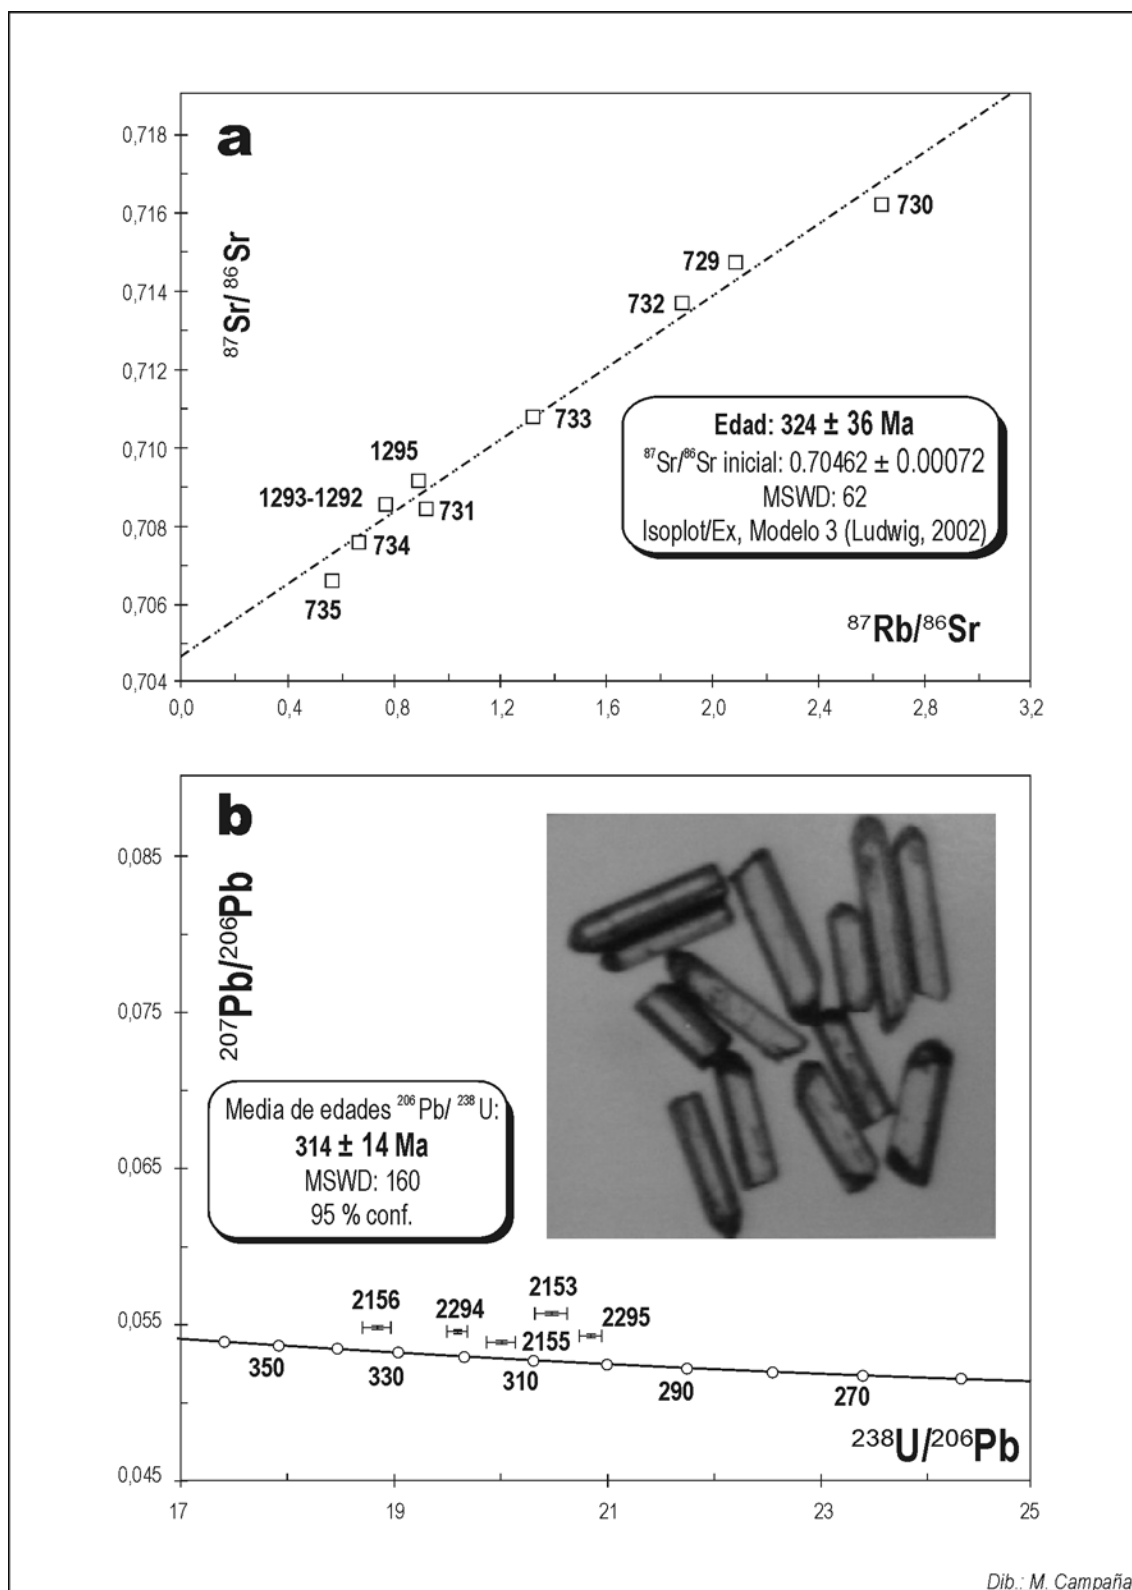 a
⁸⁷Sr/⁸⁶Sr
0,718
0,716
0,714
0,712
0,710
0,708
0,706
0,704
730
729
732
733
1295
1293-1292
731
734
735
Edad: 324 ± 36 Ma
⁸⁷Sr/⁸⁶Sr inicial: 0.70462 ± 0.00072
MSWD: 62
Isoplot/Ex, Modelo 3 (Ludwig, 2002)
⁸⁷Rb/⁸⁶Sr
0,0 0,4 0,8 1,2 1,6 2,0 2,4 2,8 3,2
b
²⁰⁷Pb/²⁰⁶Pb
0,085
0,075
0,065
0,055
0,045
Media de edades ²⁰⁶Pb/ ²³⁸U:
314 ± 14 Ma
MSWD: 160
95 % conf.
2156
2294
2153
2155
2295
350 330 310 290 270
²³⁸U/²⁰⁶Pb
17 19 21 23 25
Dib.: M. Campaña